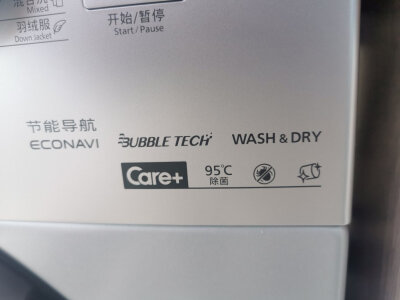 混合洗
Mixed
羽绒服
Down Jacket
开始/暂停
Start / Pause
节能导航
ECONAVI
BUBBLE TECH
WASH & DRY
Care+
95℃
除菌